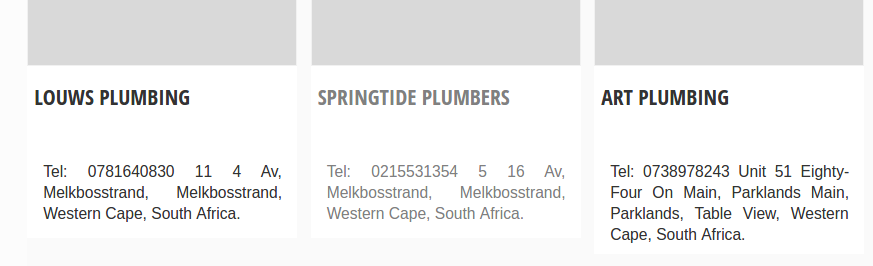 LOUWS PLUMBING
Tel: 0781640830 11 4 Av,
Melkbosstrand, Melkbosstrand,
Western Cape, South Africa.
SPRINGTIDE PLUMBERS
Tel: 0215531354 5 16 Av,
Melkbosstrand, Melkbosstrand,
Western Cape, South Africa.
ART PLUMBING
Tel: 0738978243 Unit 51 Eighty-
Four On Main, Parklands Main,
Parklands, Table View, Western
Cape, South Africa.